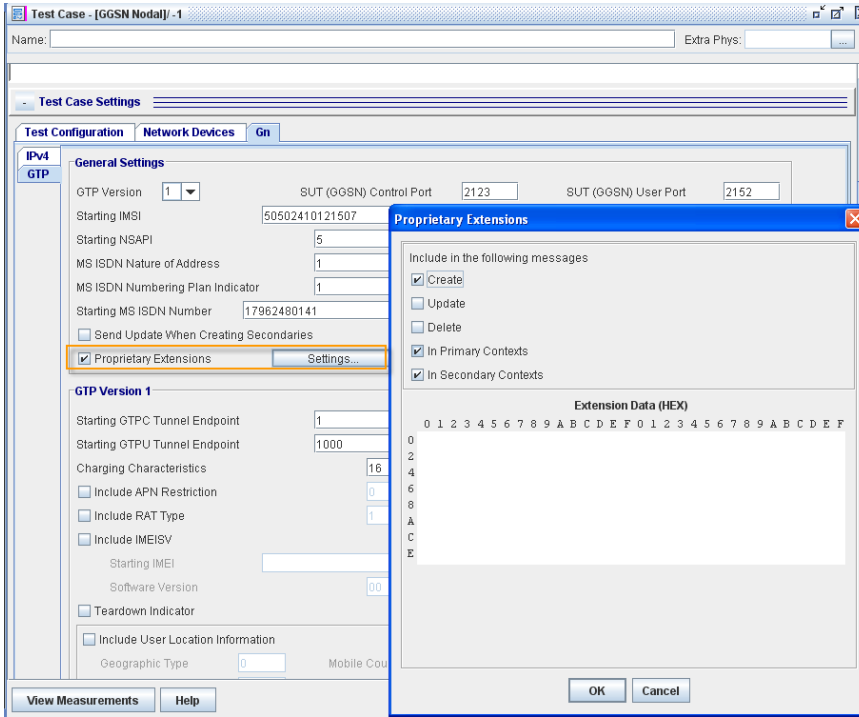 Test Case - [GGSN Nodal]/ -1
Name: Extra Phys: ...
- Test Case Settings
Test Configuration Network Devices Gn
IPv4
GTP
General Settings
GTP Version 1 SUT (GGSN) Control Port 2123 SUT (GGSN) User Port 2152
Starting IMSI 50502410121507
Starting NSAPI 5
MS ISDN Nature of Address 1
MS ISDN Numbering Plan Indicator 1
Starting MS ISDN Number 17962480141
Send Update When Creating Secondaries
Proprietary Extensions Settings...
GTP Version 1
Starting GTPC Tunnel Endpoint 1
Starting GTPU Tunnel Endpoint 1000
Charging Characteristics 16
Include APN Restriction 0
Include RAT Type 1
Include IMEISV
Starting IMEI
Software Version 00
Teardown Indicator
Include User Location Information
Geographic Type 0 Mobile Cou
View Measurements Help
Proprietary Extensions
Include in the following messages
Create
Update
Delete
In Primary Contexts
In Secondary Contexts
Extension Data (HEX)
0 1 2 3 4 5 6 7 8 9 A B C D E F 0 1 2 3 4 5 6 7 8 9 A B C D E F
0
2
4
6
8
A
C
E
OK Cancel